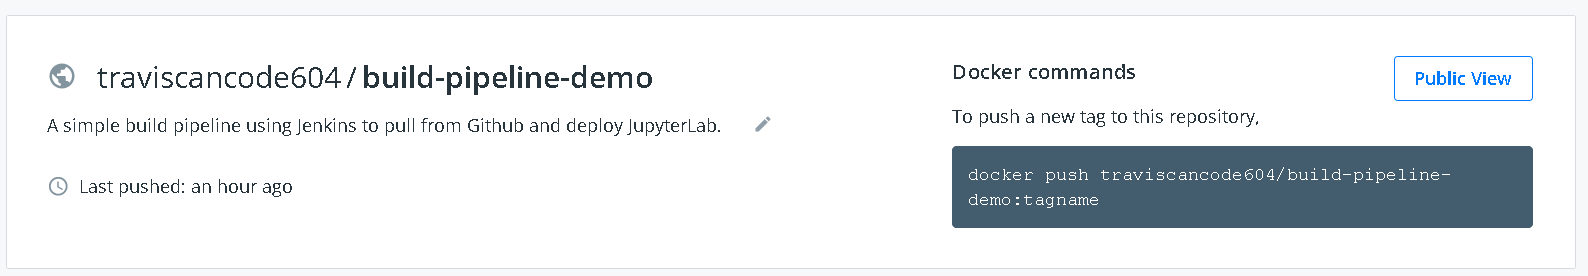 travisancode604 / build-pipeline-demo
A simple build pipeline using Jenkins to pull from Github and deploy JupyterLab.
Last pushed: an hour ago
Docker commands
Public View
To push a new tag to this repository,
docker push traviscancode604/build-pipeline-
demo:tagname